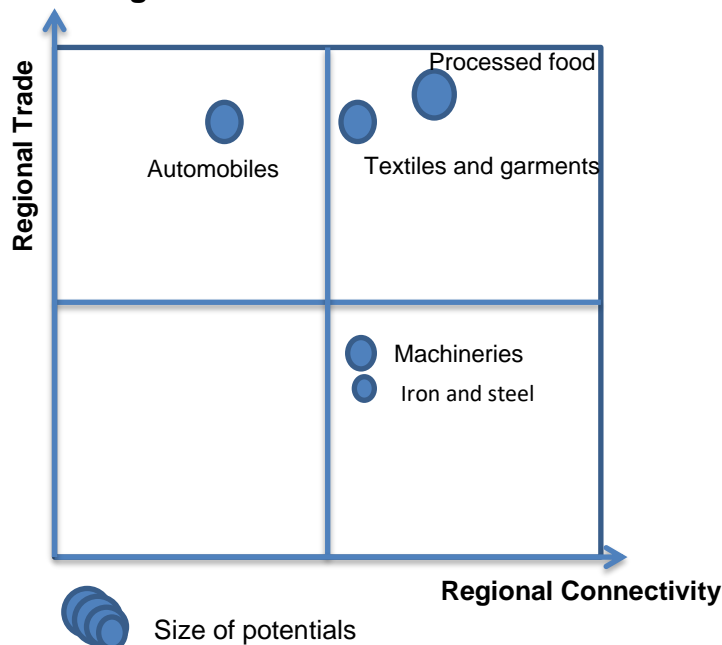 Regional Trade
Processed food
Automobiles
Textiles and garments
Machineries
Iron and steel
Regional Connectivity
Size of potentials